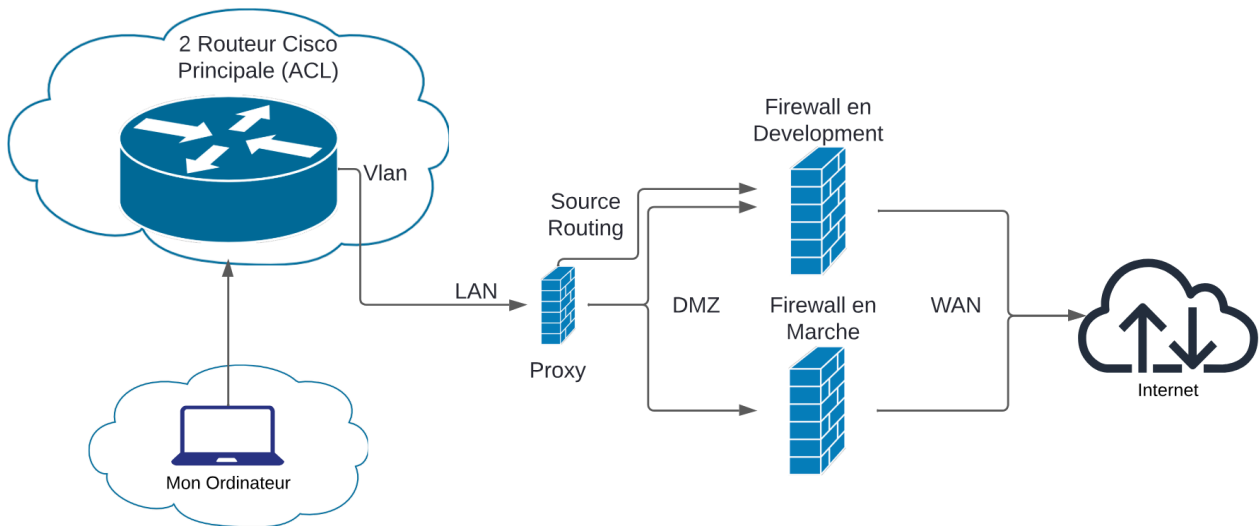 2 Routeur Cisco
Principale (ACL)
Vlan
Mon Ordinateur
LAN
Proxy
Source
Routing
DMZ
Firewall en
Development
Firewall en
Marche
WAN
Internet